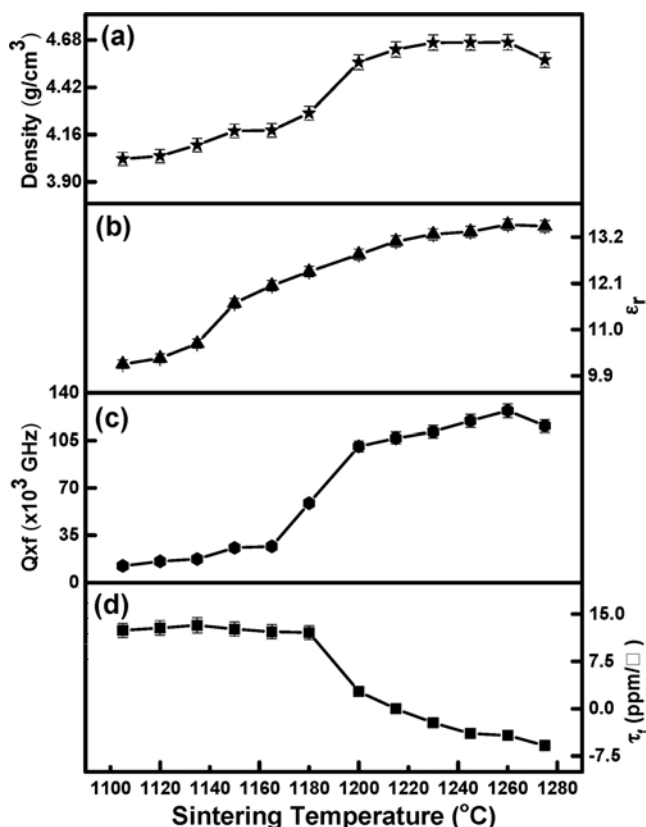 (a)
4.68
4.42
4.16
3.90
Density (g/cm³)
(b)
13.2
12.1
11.0
9.9
εr
(c)
140
105
70
35
0
Qxf (x10³ GHz)
(d)
15.0
7.5
0.0
-7.5
τf (ppm/□)
1100 1120 1140 1160 1180 1200 1220 1240 1260 1280
Sintering Temperature (°C)